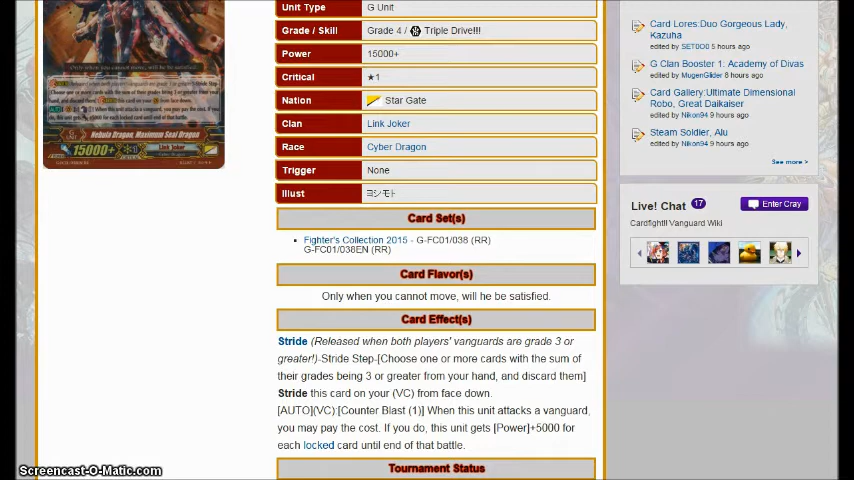 Unit Type G Unit
Grade / Skill Grade 4 / Triple Drive!!!
Power 15000+
Critical ★1
Nation Star Gate
Clan Link Joker
Race Cyber Dragon
Trigger None
Illust ヨシモト
Card Set(s)
Fighter's Collection 2015 - G-FC01/038 (RR)
G-FC01/038EN (RR)
Card Flavor(s)
Only when you cannot move, will he be satisfied.
Card Effect(s)
Stride (Released when both players' vanguards are grade 3 or
greater!)-Stride Step-[Choose one or more cards with the sum of
their grades being 3 or greater from your hand, and discard them]
Stride this card on your (VC) from face down.
[AUTO](VC):[Counter Blast (1)] When this unit attacks a vanguard,
you may pay the cost. If you do, this unit gets [Power]+5000 for
each locked card until end of that battle.
Tournament Status
Nebula Dragon, Maximum Seal Dragon
15000+
Link Joker
Cyber Dragon
Card Lores:Duo Gorgeous Lady,
Kazuha
edited by SET0O0 5 hours ago
G Clan Booster 1: Academy of Divas
edited by MugenGlider 8 hours ago
Card Gallery:Ultimate Dimensional
Robo, Great Daikaiser
edited by Nikon94 9 hours ago
Steam Soldier, Alu
edited by Nikon94 9 hours ago
See more >
Live! Chat 17
Enter Cray
Cardfight!! Vanguard Wiki
Screencast-O-Matic.com